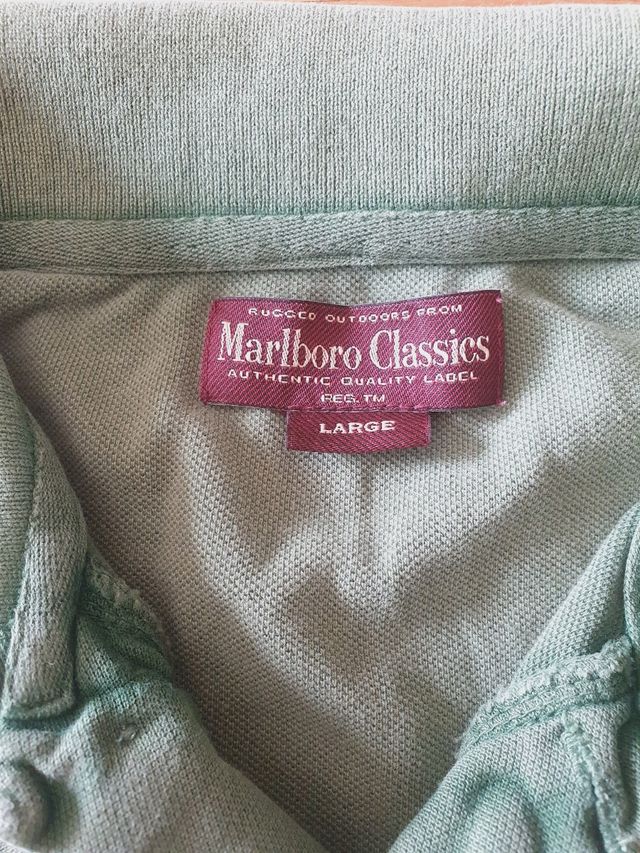 RUGGED OUTDOORS FROM
Marlboro Classics
AUTHENTIC QUALITY LABEL
REG. TM
LARGE